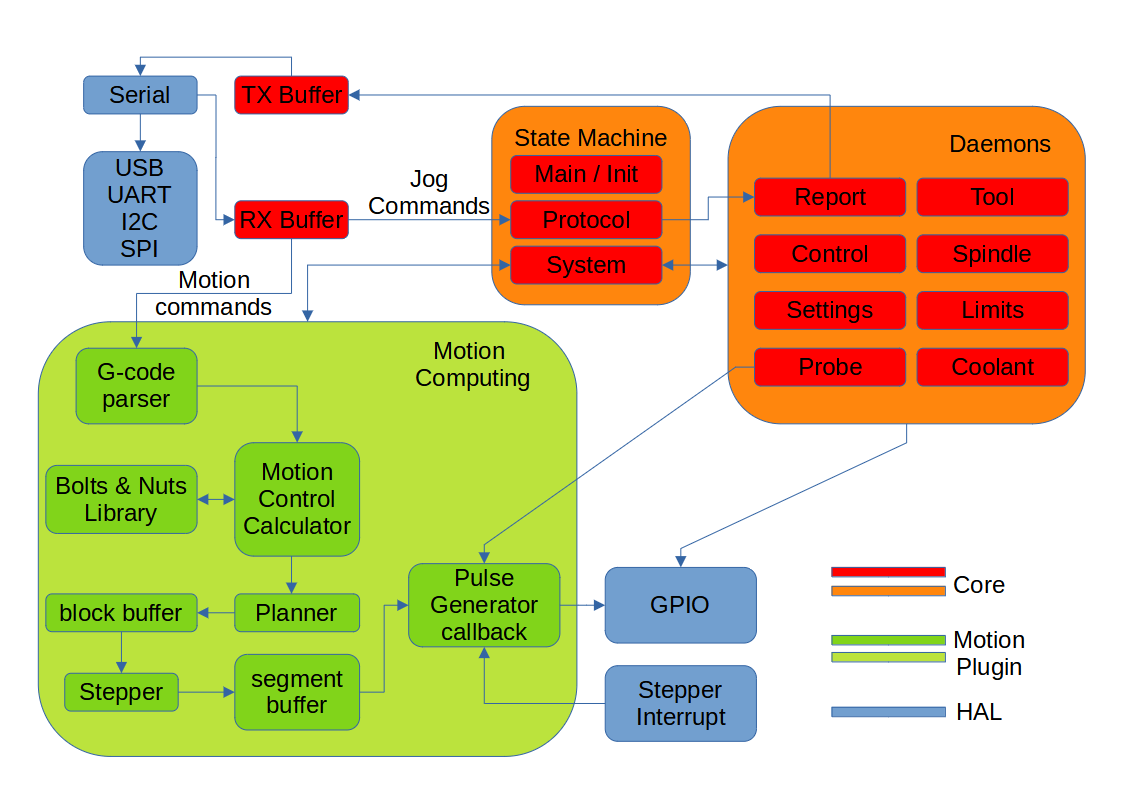 Serial
TX Buffer
USB
UART
I2C
SPI
RX Buffer
Jog
Commands
Motion
commands
State Machine
Main / Init
Protocol
System
Daemons
Report
Tool
Control
Spindle
Settings
Limits
Probe
Coolant
Motion
Computing
G-code
parser
Bolts & Nuts
Library
Motion
Control
Calculator
block buffer
Planner
Stepper
segment
buffer
Pulse
Generator
callback
GPIO
Stepper
Interrupt
Core
Motion
Plugin
HAL